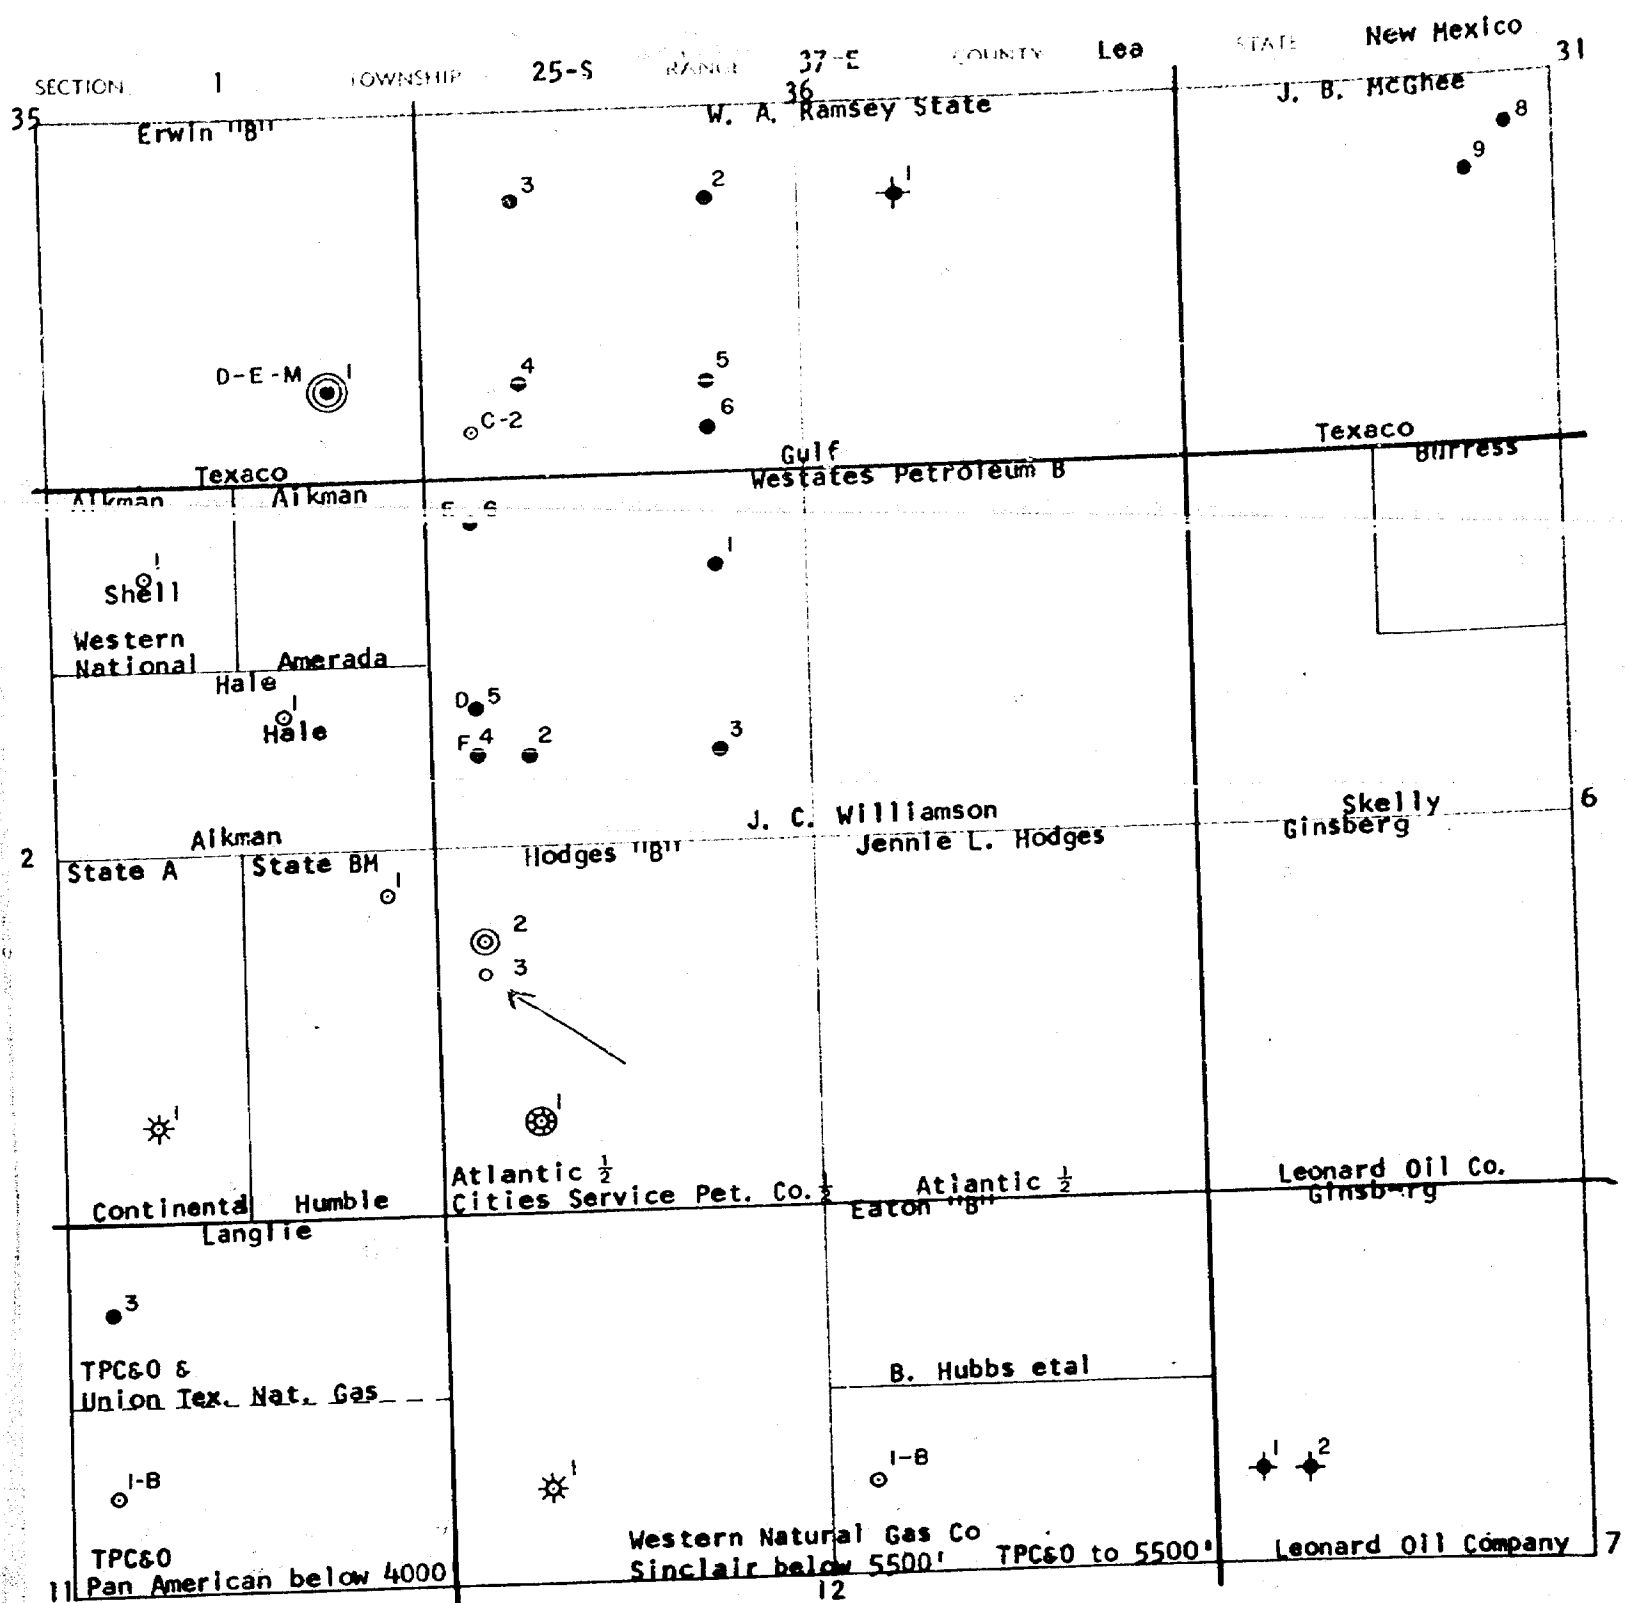 SECTION 1 TOWNSHIP 25-S RANGE 37-E COUNTY Lea STATE New Mexico
35 36 31
Erwin "B" W. A. Ramsey State J. B. McGhee
8
9
3 2 1
D-E-M 1 4 5
C-2 6
Texaco Gulf Texaco
Aikman Aikman Westates Petroleum B Burress
E 6
1
1
Shell
Western
National Amerada
Hale
1
Hale
D 5
F 4 2 3
Aikman J. C. Williamson Skelly
2 6
State A State BM Hodges "B" Jennie L. Hodges Ginsberg
1
2
3
1 1
Continental Humble Atlantic ½
Cities Service Pet. Co. ½ Atlantic ½ Leonard Oil Co.
Langlie Eaton "B" Ginsberg
3
TPC&O &
Union Tex. Nat. Gas B. Hubbs etal
1-B 1 1-B 1 2
TPC&O Western Natural Gas Co
Pan American below 4000 Sinclair below 5500' TPC&O to 5500' Leonard Oil Company
11 12 7